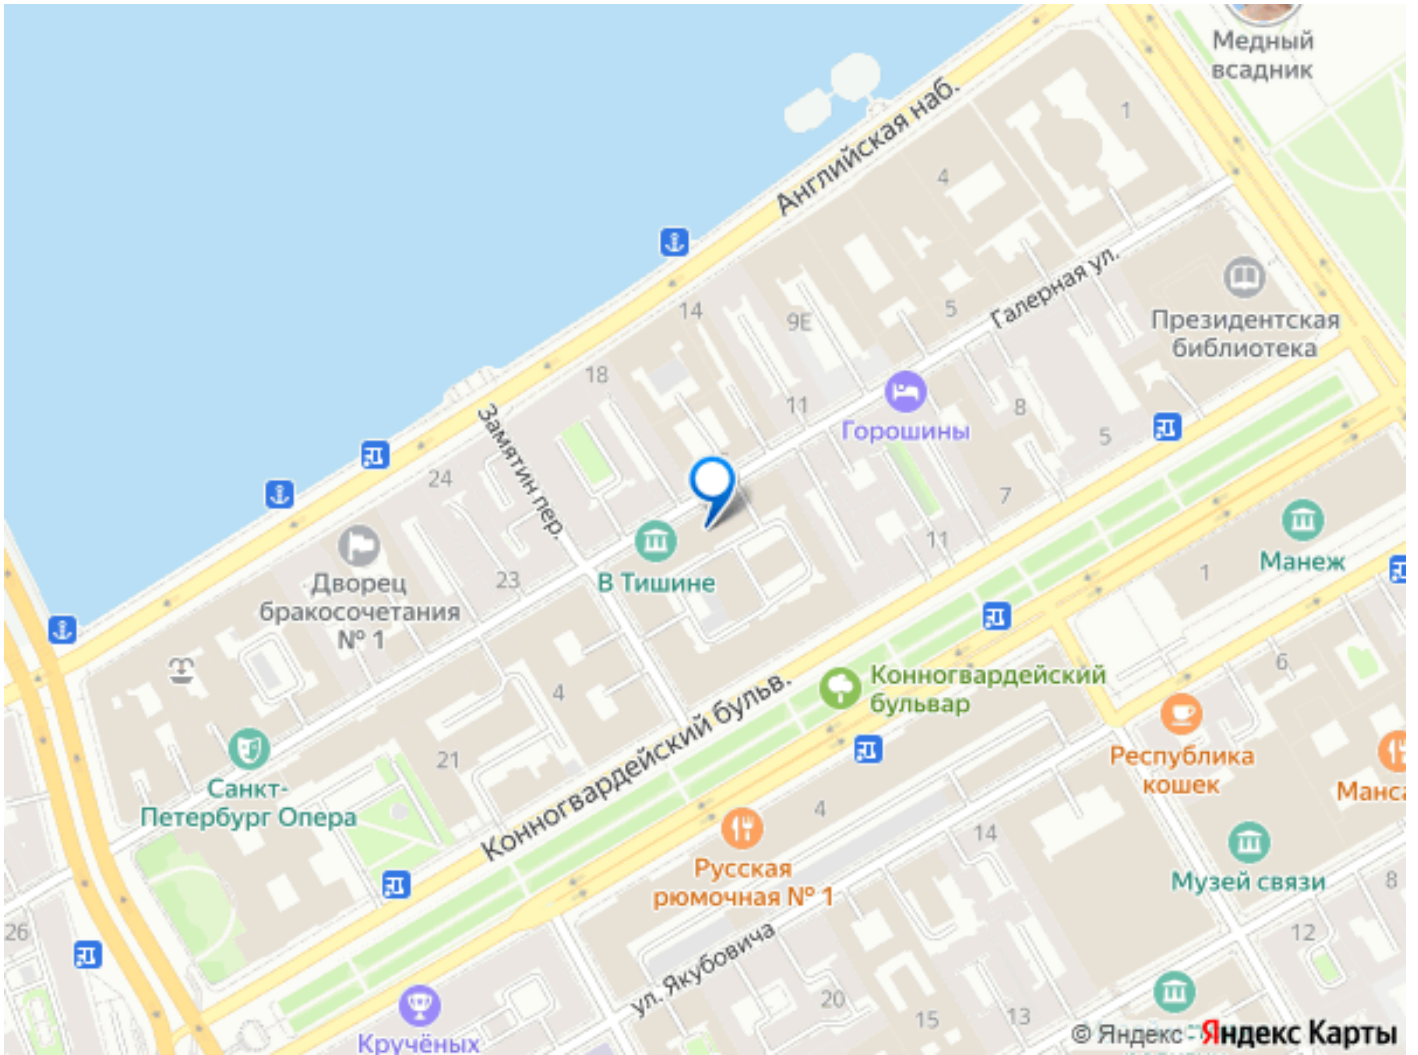 Медный
всадник
1
Английская наб.
4
Галерная ул.
14
9Е
5
Президентская
библиотека
18
11
Горошины
8
5
Замятин пер.
24
7
11
В Тишине
Манеж
1
Дворец
бракосочетания
№ 1
23
6
4
Конногвардейский
бульвар
Конногвардейский бульв.
21
Республика
кошек
Санкт-
Петербург Опера
Манса
4
14
Русская
рюмочная № 1
Музей связи
8
26
12
ул. Якубовича
20
15
13
Кручёных
© Яндекс
Яндекс Карты